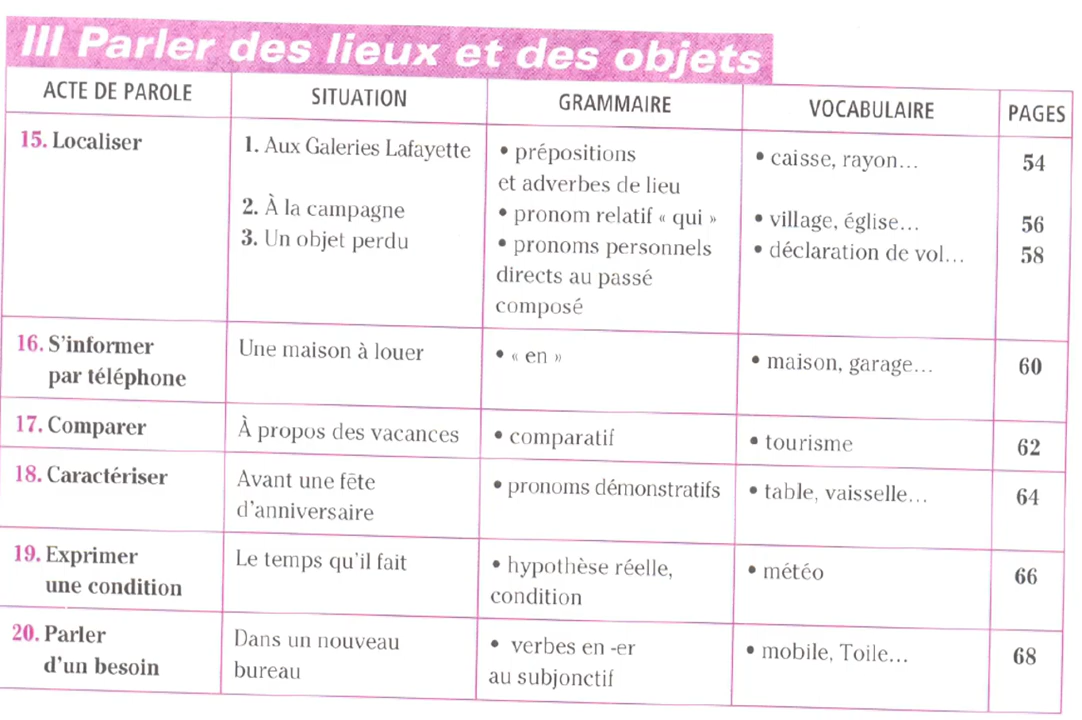 III Parler des lieux et des objets
ACTE DE PAROLE SITUATION GRAMMAIRE VOCABULAIRE PAGES
15. Localiser 1. Aux Galeries Lafayette • prépositions • caisse, rayon... 54
et adverbes de lieu
2. À la campagne • pronom relatif « qui » • village, église... 56
3. Un objet perdu • pronoms personnels • déclaration de vol... 58
directs au passé
composé
16. S'informer Une maison à louer • « en » • maison, garage... 60
par téléphone
17. Comparer À propos des vacances • comparatif • tourisme 62
18. Caractériser Avant une fête • pronoms démonstratifs • table, vaisselle... 64
d'anniversaire
19. Exprimer Le temps qu'il fait • hypothèse réelle, • météo 66
une condition condition
20. Parler Dans un nouveau • verbes en -er • mobile, Toile... 68
d'un besoin bureau au subjonctif